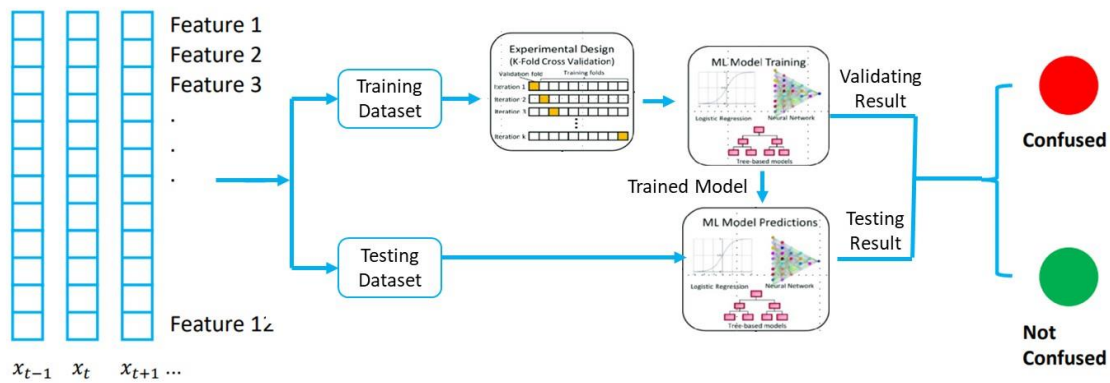 Feature 1
Feature 2
Feature 3
.
.
.
Feature 12
x_{t−1}
x_t
x_{t+1} ...
Training
Dataset
Testing
Dataset
Experimental Design
(K-Fold Cross Validation)
Validation fold
Training folds
Iteration 1
Iteration 2
Iteration 3
Iteration k
ML Model Training
Logistic Regression
Neural Network
Tree-based models
Trained Model
ML Model Predictions
Logistic Regression
Neural Network
Tree-based models
Validating
Result
Testing
Result
Confused
Not
Confused